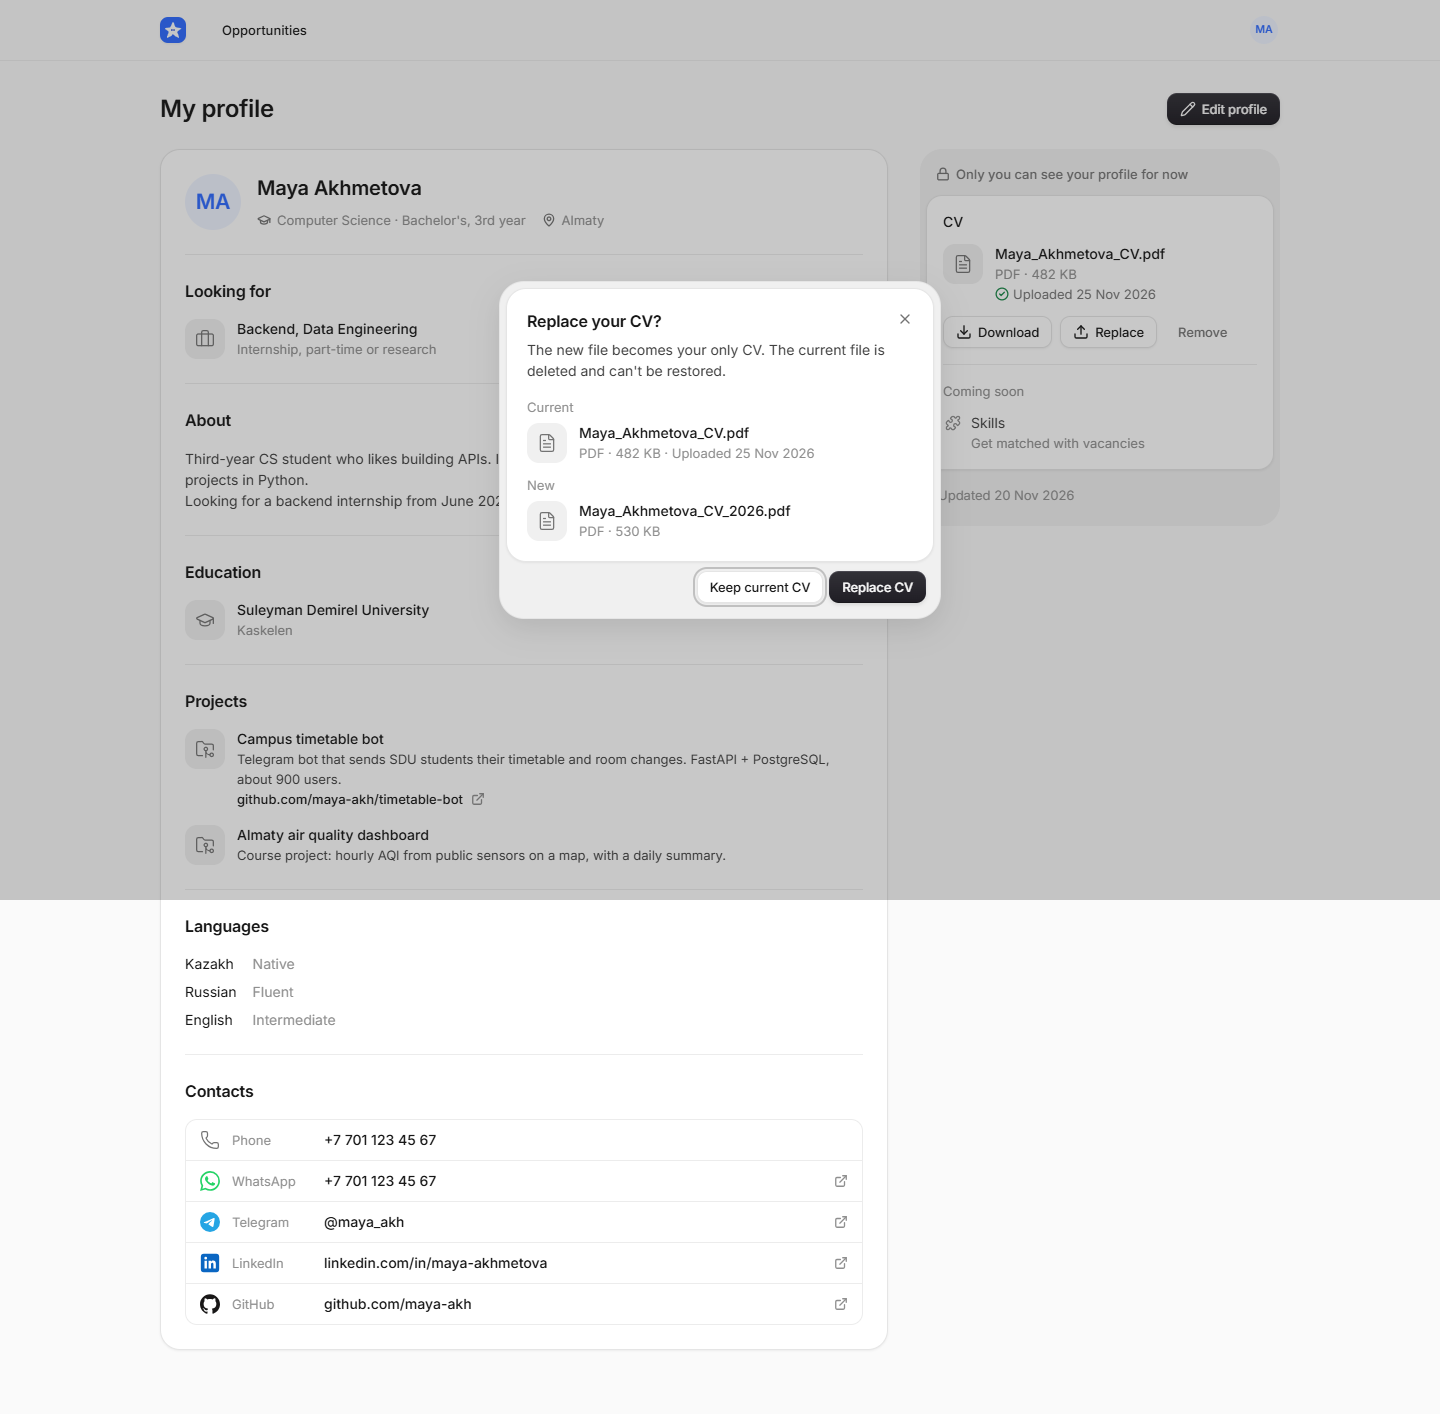 Opportunities
MA
My profile
Edit profile
MA
Maya Akhmetova
Computer Science · Bachelor's, 3rd year
Almaty
Looking for
Backend, Data Engineering
Internship, part-time or research
About
Third-year CS student who likes building APIs.
projects in Python.
Looking for a backend internship from June
Education
Suleyman Demirel University
Kaskelen
Projects
Campus timetable bot
Telegram bot that sends SDU students their timetable and room changes. FastAPI + PostgreSQL,
about 900 users.
github.com/maya-akh/timetable-bot
Almaty air quality dashboard
Course project: hourly AQI from public sensors on a map, with a daily summary.
Languages
Kazakh Native
Russian Fluent
English Intermediate
Contacts
Phone +7 701 123 45 67
WhatsApp +7 701 123 45 67
Telegram @maya_akh
LinkedIn linkedin.com/in/maya-akhmetova
GitHub github.com/maya-akh
Only you can see your profile for now
CV
Maya_Akhmetova_CV.pdf
PDF · 482 KB
Uploaded 25 Nov 2026
Download
Replace
Remove
Coming soon
Skills
Get matched with vacancies
Updated 20 Nov 2026
Replace your CV?
The new file becomes your only CV. The current file is
deleted and can't be restored.
Current
Maya_Akhmetova_CV.pdf
PDF · 482 KB · Uploaded 25 Nov 2026
New
Maya_Akhmetova_CV_2026.pdf
PDF · 530 KB
Keep current CV
Replace CV